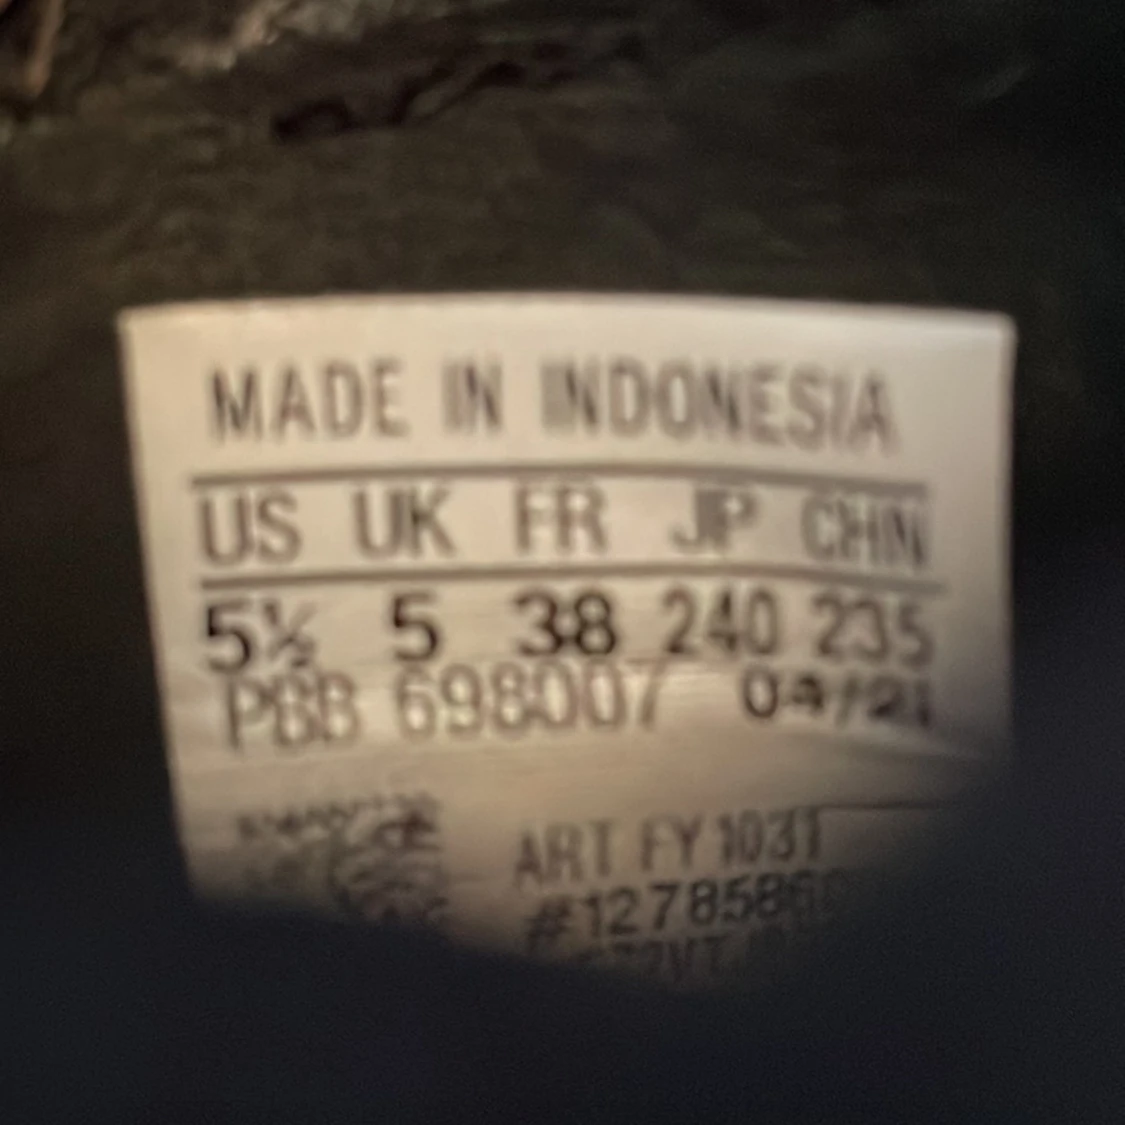 MADE IN INDONESIA
US UK FR JP CHN
5½ 5 38 240 235
PBB 698007 04/21
ART FY1031